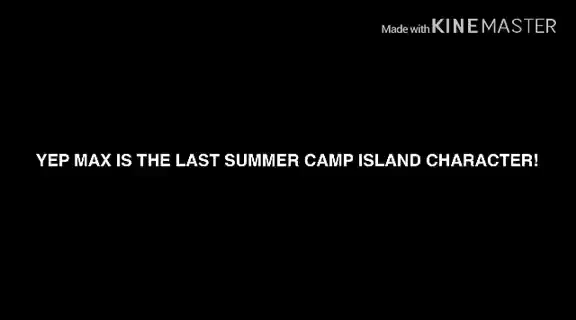 Made with KINEMASTER
YEP MAX IS THE LAST SUMMER CAMP ISLAND CHARACTER!